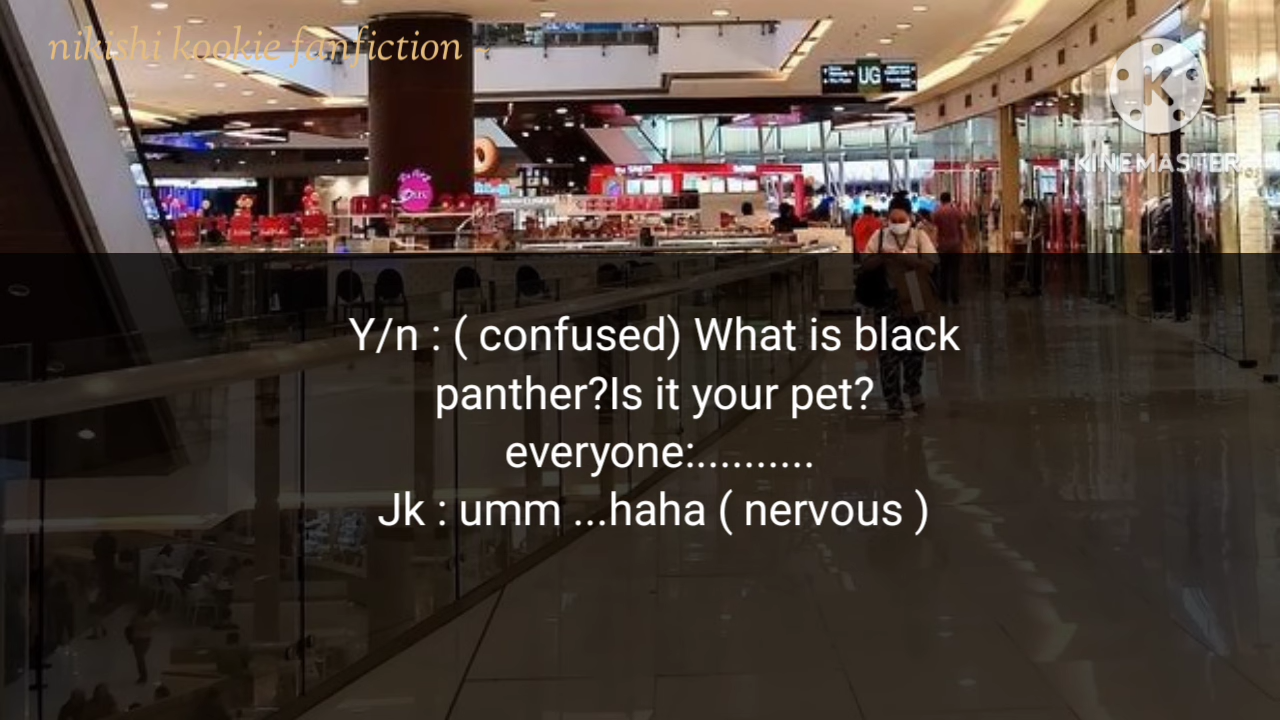 nikishi kookie fanfiction
UG
K
KINEMASTER
Y/n : ( confused) What is black
panther?Is it your pet?
everyone:...........
Jk : umm ...haha ( nervous )